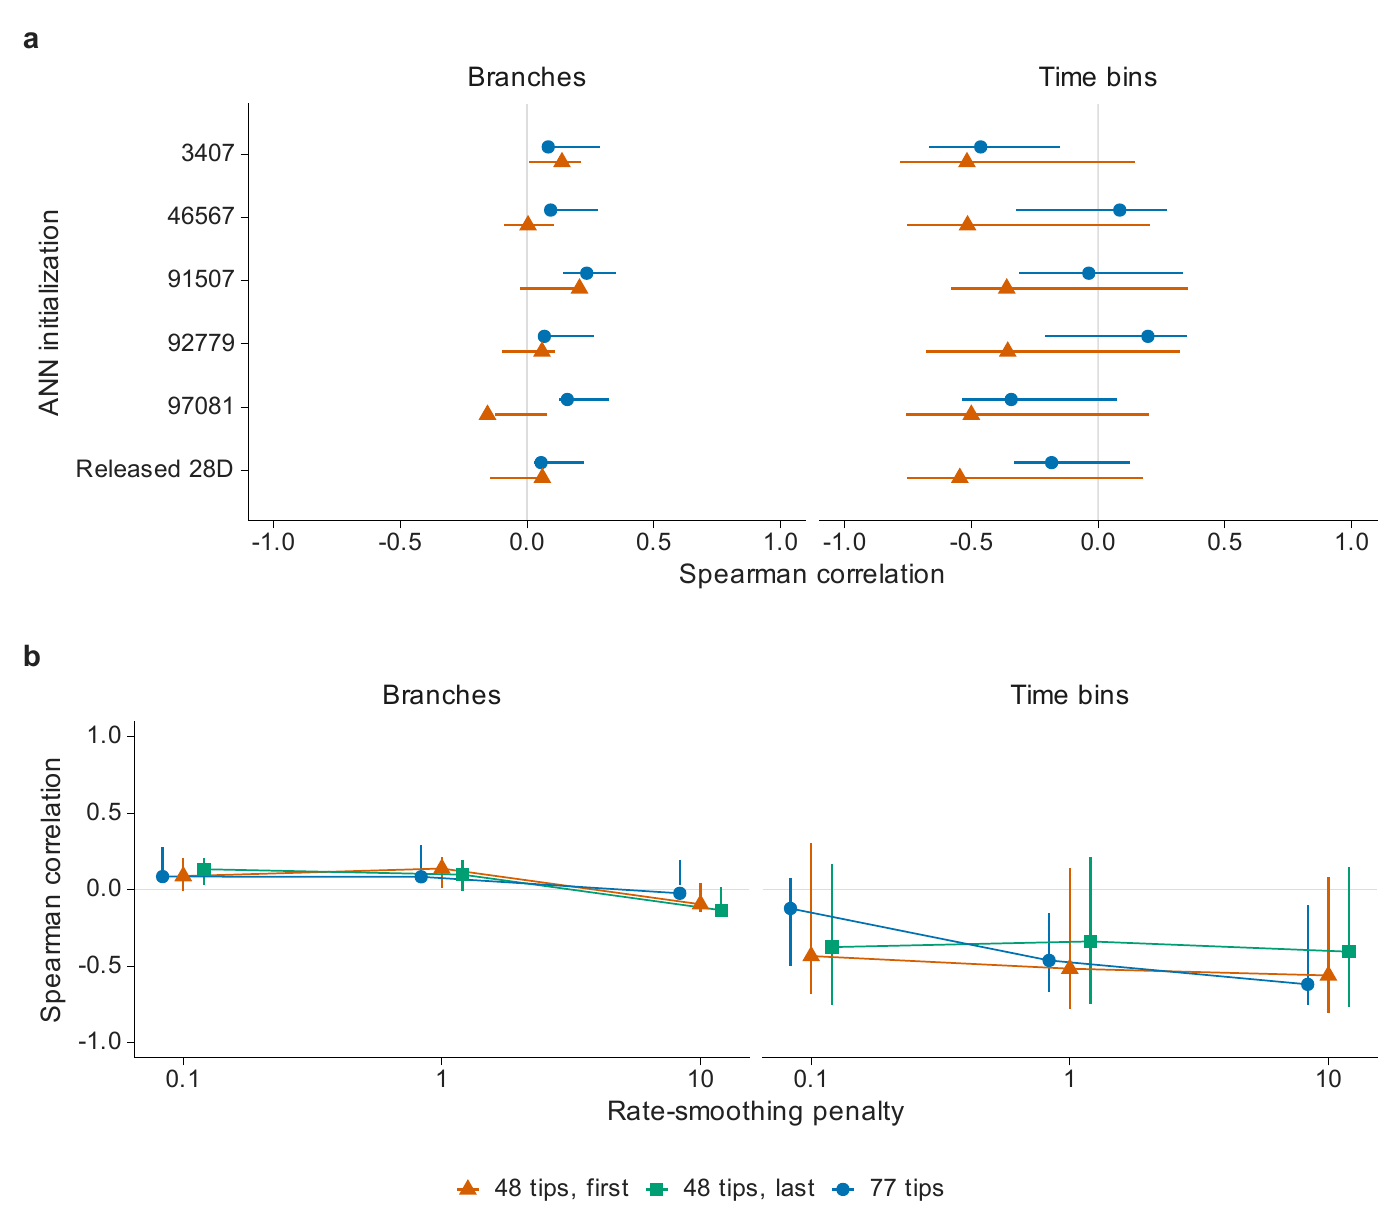 a
Branches
Time bins
ANN initialization
3407
46567
91507
92779
97081
Released 28D
-1.0 -0.5 0.0 0.5 1.0
-1.0 -0.5 0.0 0.5 1.0
Spearman correlation
b
Branches
Time bins
Spearman correlation
1.0
0.5
0.0
-0.5
-1.0
0.1 1 10
0.1 1 10
Rate-smoothing penalty
48 tips, first 48 tips, last 77 tips